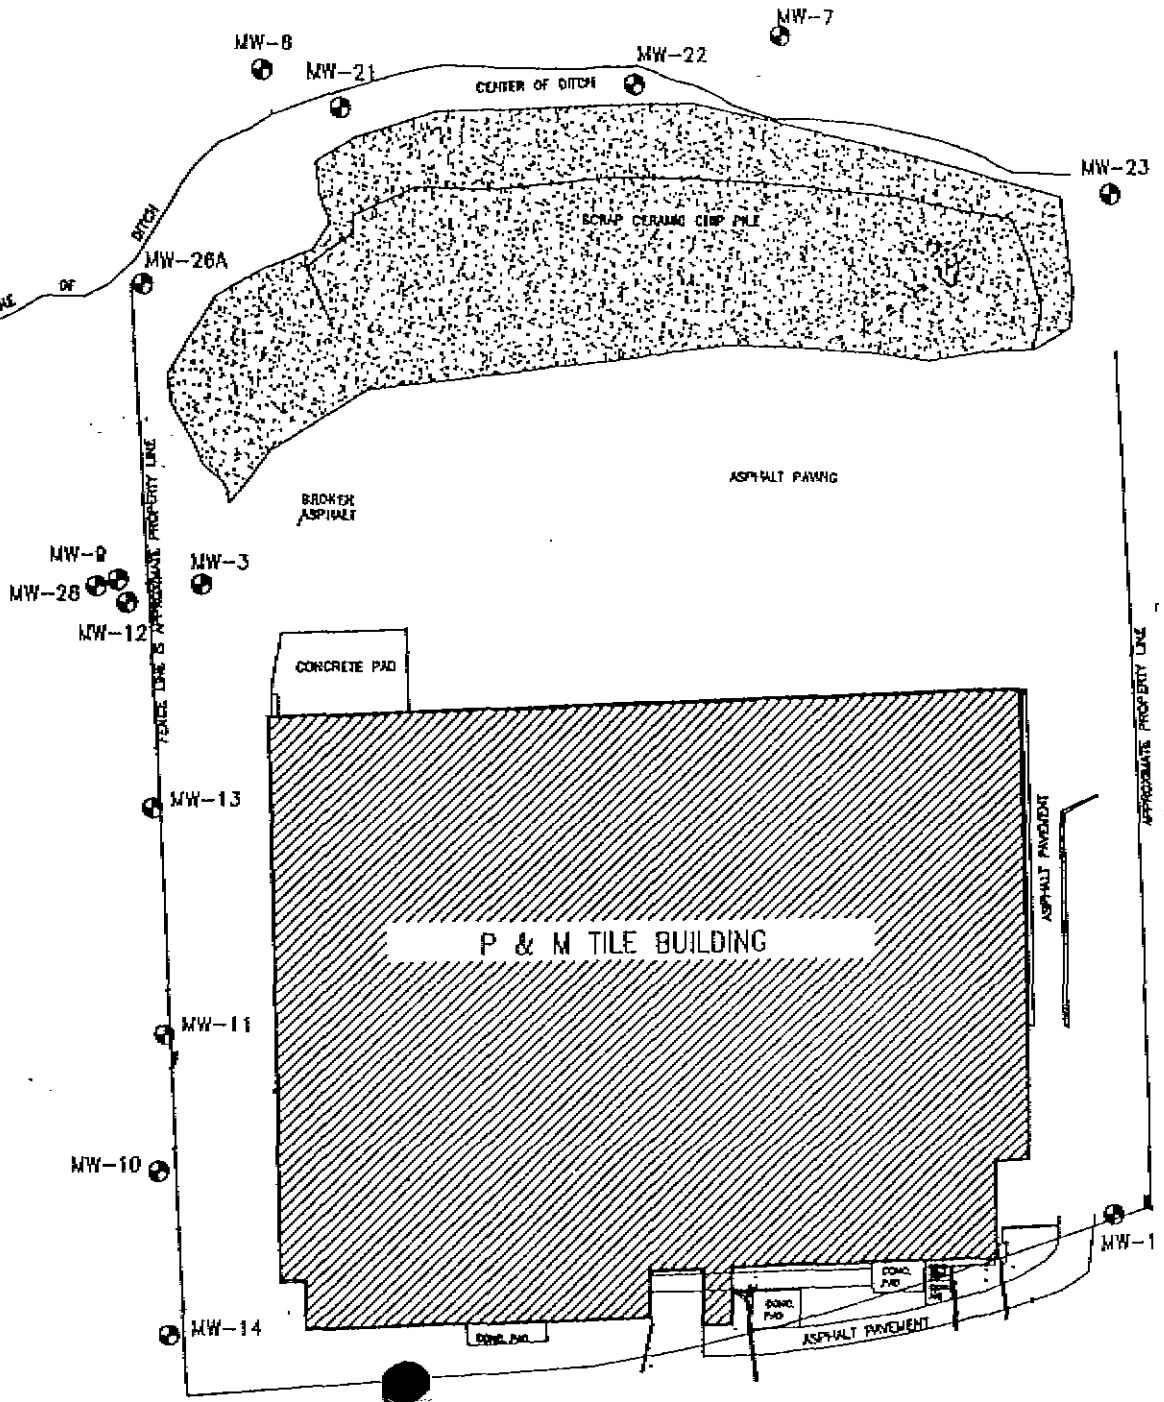 MW-7
MW-8
MW-22
MW-21
CENTER OF DITCH
MW-23
SCRAP CERAMIC CHIP PILE
DITCH
MW-26A
OF
FENCE LINE IS APPROXIMATE PROPERTY LINE
ASPHALT PAVING
BROKEN
ASPHALT
MW-9
MW-3
MW-28
MW-12
APPROXIMATE PROPERTY LINE
CONCRETE PAD
MW-13
ASPHALT PAVEMENT
P & M TILE BUILDING
MW-11
MW-10
MW-1
CONC.
PAD
CONC.
PAD
MW-14
CONC. PAD
ASPHALT PAVEMENT